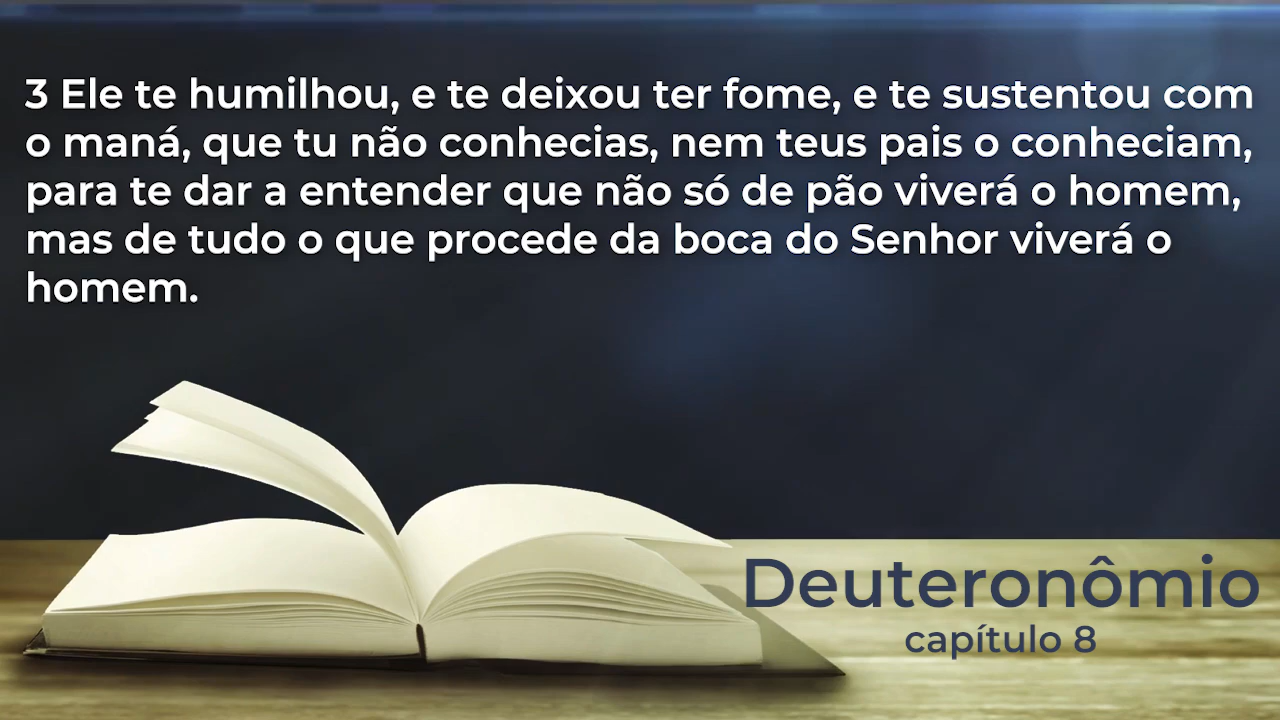 3 Ele te humilhou, e te deixou ter fome, e te sustentou com
o maná, que tu não conhecias, nem teus pais o conheciam,
para te dar a entender que não só de pão viverá o homem,
mas de tudo o que procede da boca do Senhor viverá o
homem.
Deuteronômio
capítulo 8